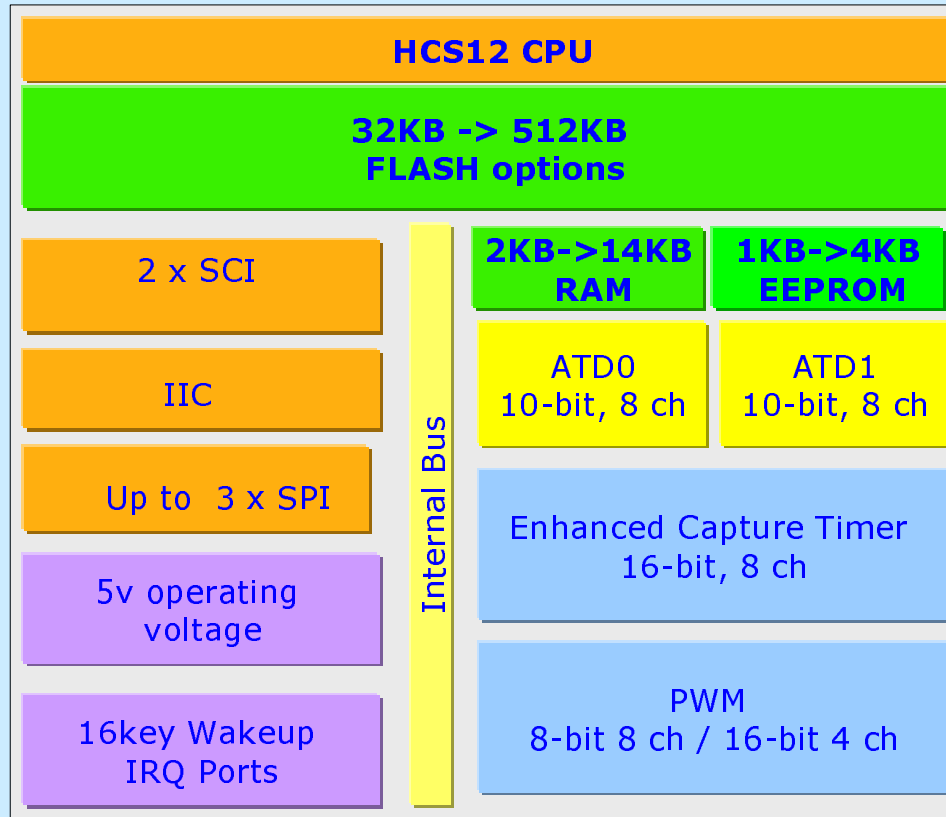 HCS12 CPU
32KB -> 512KB
FLASH options
2 x SCI
IIC
Up to  3 x SPI
5v operating
voltage
16key Wakeup
IRQ Ports
Internal Bus
2KB->14KB
RAM
1KB->4KB
EEPROM
ATD0
10-bit, 8 ch
ATD1
10-bit, 8 ch
Enhanced Capture Timer
16-bit, 8 ch
PWM
8-bit 8 ch / 16-bit 4 ch